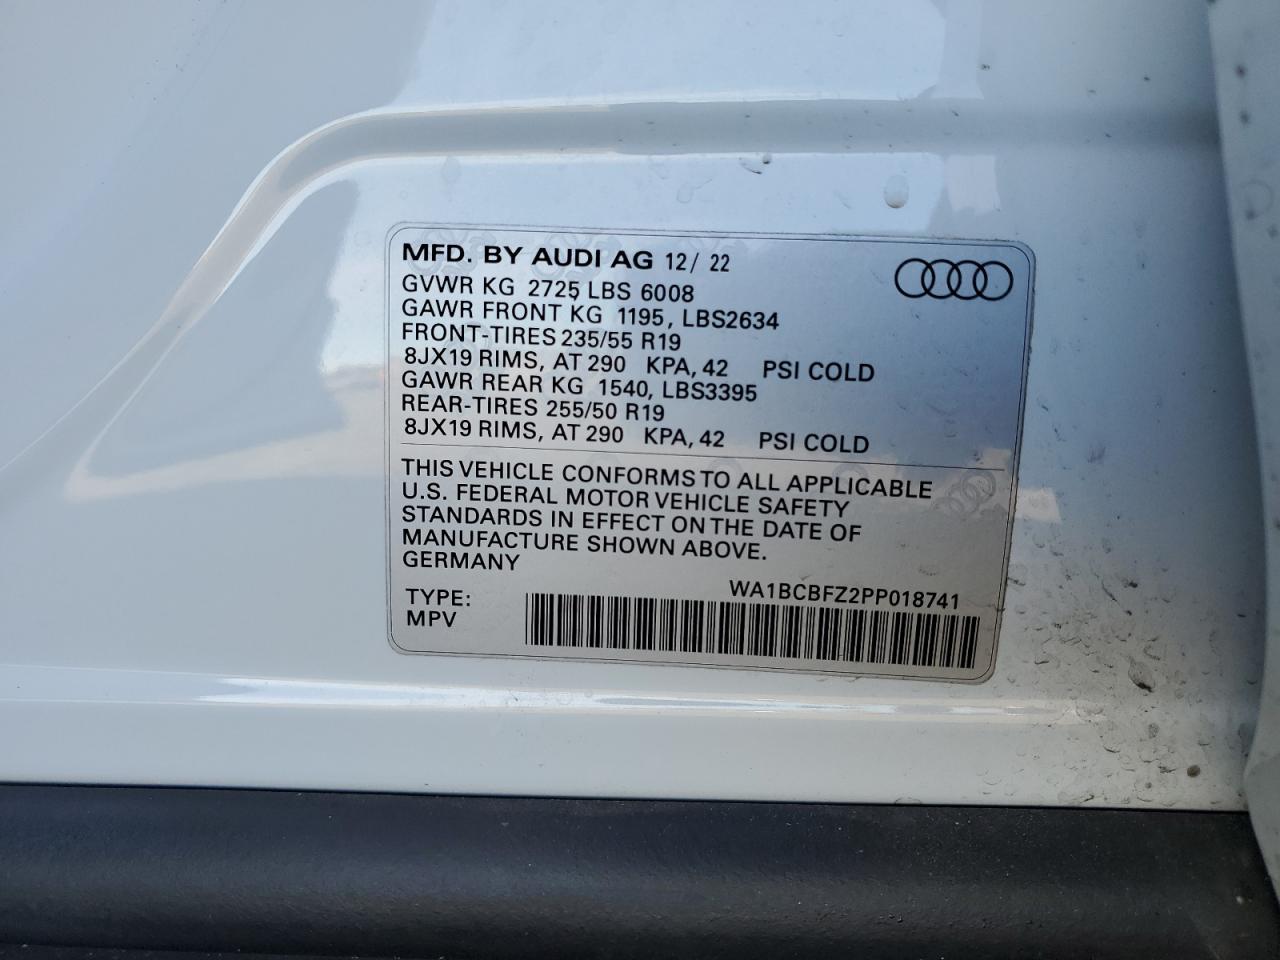 MFD. BY AUDI AG 12/ 22
GVWR KG 2725, LBS 6008
GAWR FRONT KG 1195, LBS2634
FRONT-TIRES 235/55 R19
8JX19 RIMS, AT 290 KPA, 42 PSI COLD
GAWR REAR KG 1540, LBS3395
REAR-TIRES 255/50 R19
8JX19 RIMS, AT 290 KPA, 42 PSI COLD
THIS VEHICLE CONFORMS TO ALL APPLICABLE
U.S. FEDERAL MOTOR VEHICLE SAFETY
STANDARDS IN EFFECT ON THE DATE OF
MANUFACTURE SHOWN ABOVE.
GERMANY
WA1BCBFZ2PP018741
TYPE:
MPV